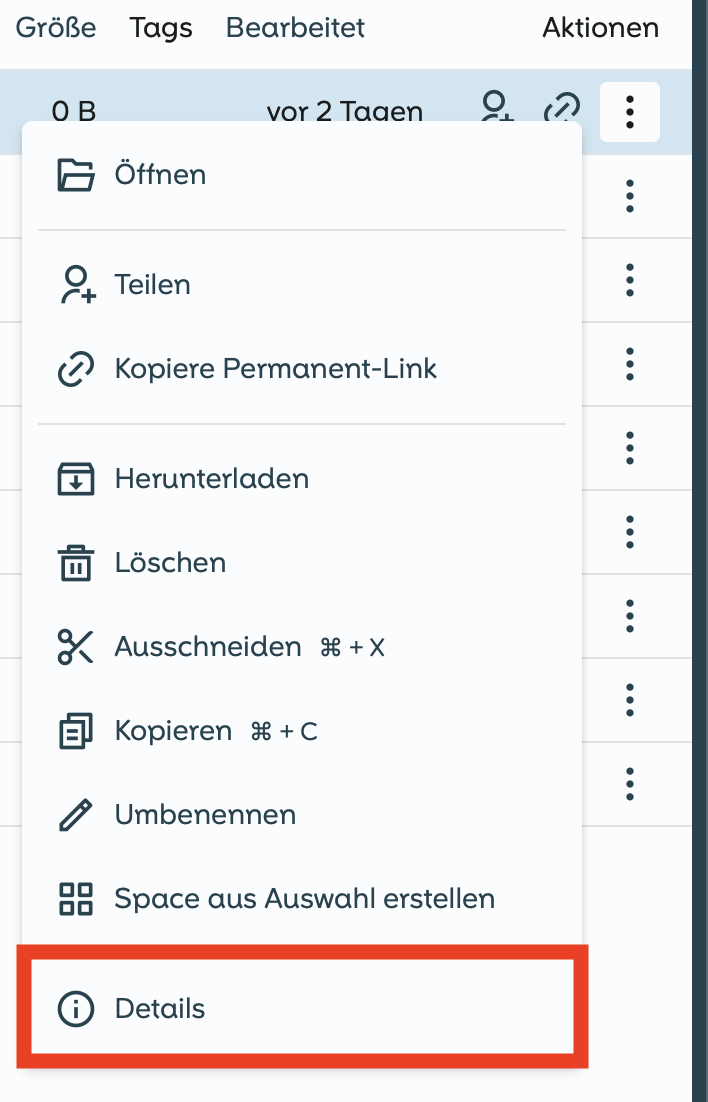 Größe Tags Bearbeitet Aktionen
0 B vor 2 Tagen
Öffnen
Teilen
Kopiere Permanent-Link
Herunterladen
Löschen
Ausschneiden ⌘ + X
Kopieren ⌘ + C
Umbenennen
Space aus Auswahl erstellen
Details